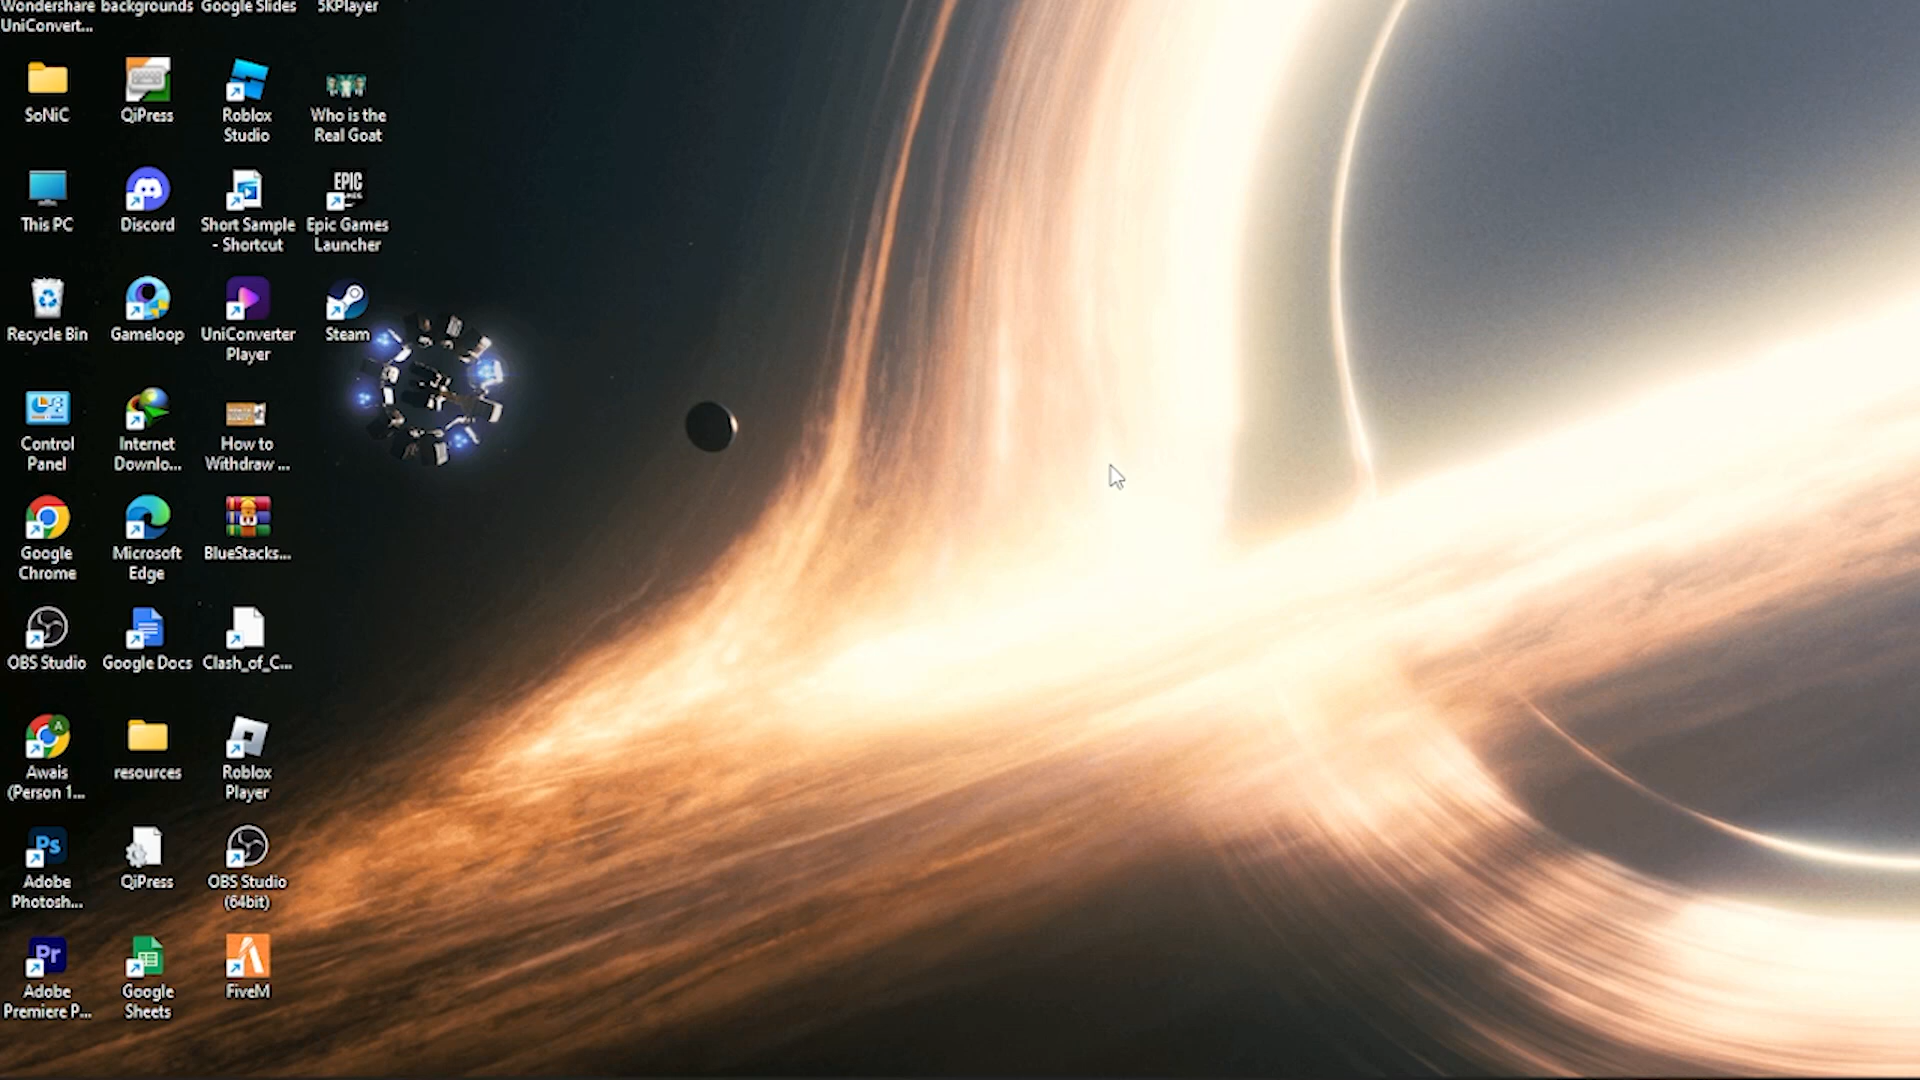 Wondershare
UniConvert...
backgrounds
Google Slides
5KPlayer
SoNiC
QiPress
Roblox
Studio
Who is the
Real Goat
This PC
Discord
Short Sample
- Shortcut
EPIC
Epic Games
Launcher
Recycle Bin
Gameloop
UniConverter
Player
Steam
Control
Panel
Internet
Downlo...
How to
Withdraw ...
Google
Chrome
Microsoft
Edge
BlueStacks...
OBS Studio
Google Docs
Clash_of_C...
A
Awais
(Person 1...
resources
Roblox
Player
Ps
Adobe
Photosh...
QiPress
OBS Studio
(64bit)
Pr
Adobe
Premiere P...
Google
Sheets
FiveM